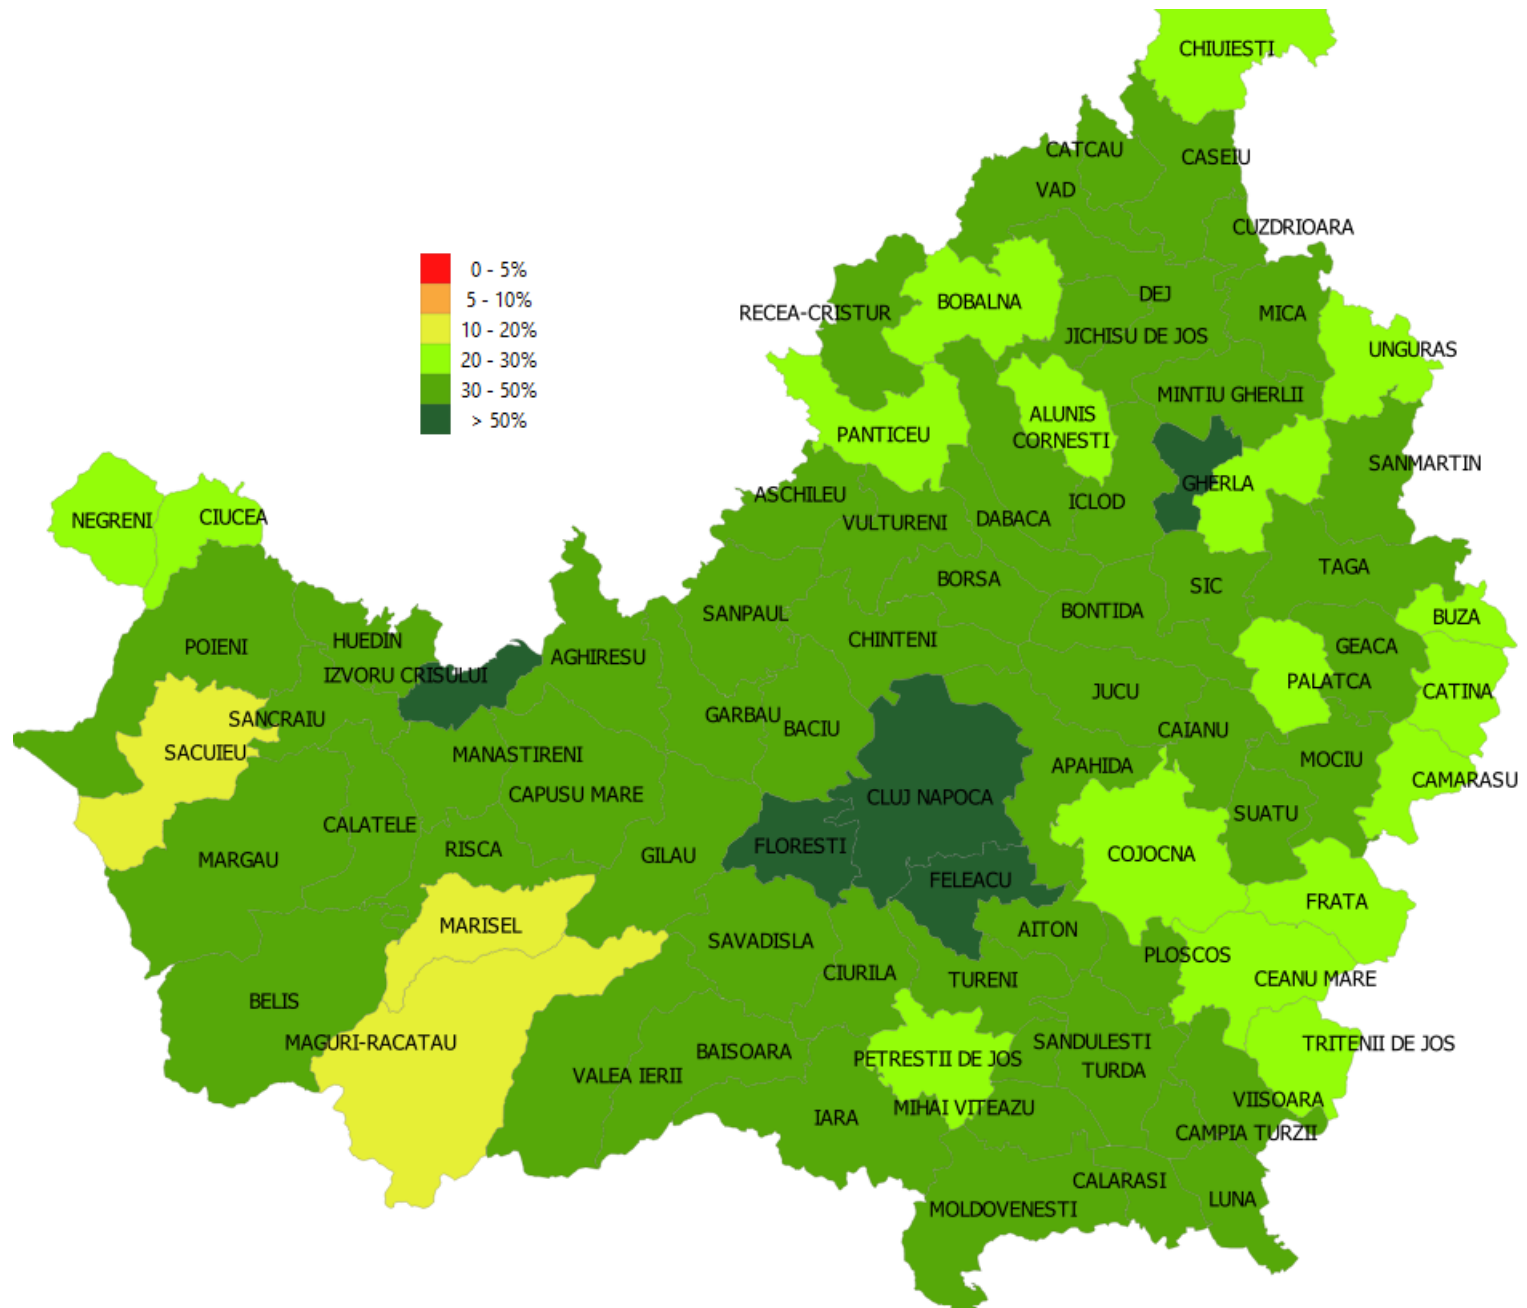 CHIUIESTI
CATCAU
CASEIU
VAD
CUZDRIOARA
0 - 5%
5 - 10%
10 - 20%
20 - 30%
30 - 50%
> 50%
DEJ
BOBALNA
RECEA-CRISTUR
MICA
JICHISU DE JOS
UNGURAS
MINTIU GHERLII
ALUNIS
PANTICEU
CORNESTI
SANMARTIN
GHERLA
ASCHILEU
ICLOD
NEGRENI
CIUCEA
VULTURENI
DABACA
TAGA
BORSA
SIC
SANPAUL
BONTIDA
BUZA
HUEDIN
CHINTENI
POIENI
GEACA
AGHIRESU
IZVORU CRISULUI
PALATCA
JUCU
CATINA
SANCRAIU
GARBAU
BACIU
CAIANU
SACUIEU
MANASTIRENI
MOCIU
APAHIDA
CAMARASU
CAPUSU MARE
CLUJ NAPOCA
SUATU
CALATELE
FLORESTI
RISCA
GILAU
COJOCNA
MARGAU
FELEACU
FRATA
MARISEL
AITON
SAVADISLA
PLOSCOS
CIURILA
TURENI
CEANU MARE
BELIS
MAGURI-RACATAU
SANDULESTI
TRITENII DE JOS
BAISOARA
PETRESTII DE JOS
VALEA IERII
TURDA
VIISOARA
MIHAI VITEAZU
IARA
CAMPIA TURZII
CALARASI
LUNA
MOLDOVENESTI